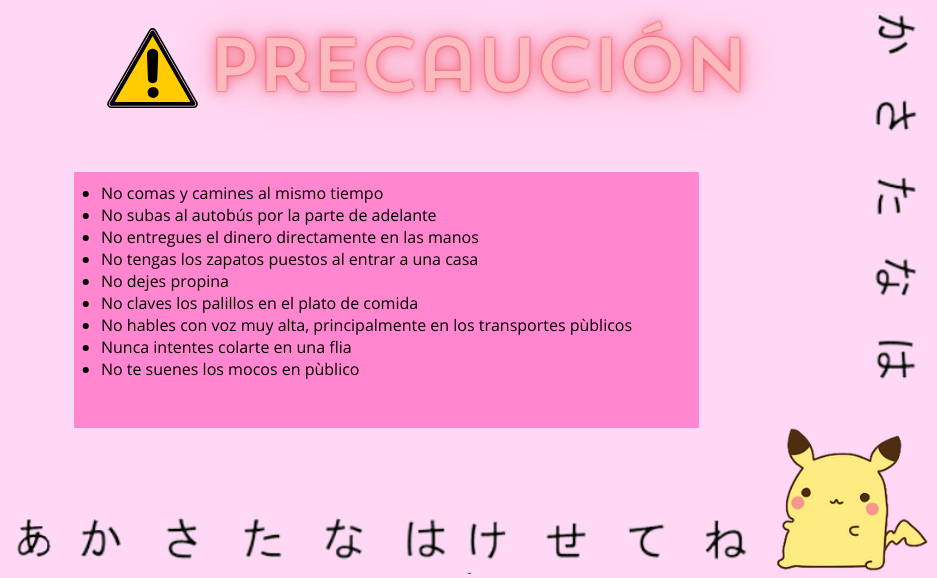 PRECAUCIÓN
• No comas y camines al mismo tiempo
• No subas al autobús por la parte de adelante
• No entregues el dinero directamente en las manos
• No tengas los zapatos puestos al entrar a una casa
• No dejes propina
• No claves los palillos en el plato de comida
• No hables con voz muy alta, principalmente en los transportes pùblicos
• Nunca intentes colarte en una flia
• No te suenes los mocos en pùblico
か さ た な は
あ か さ た な は け せ て ね